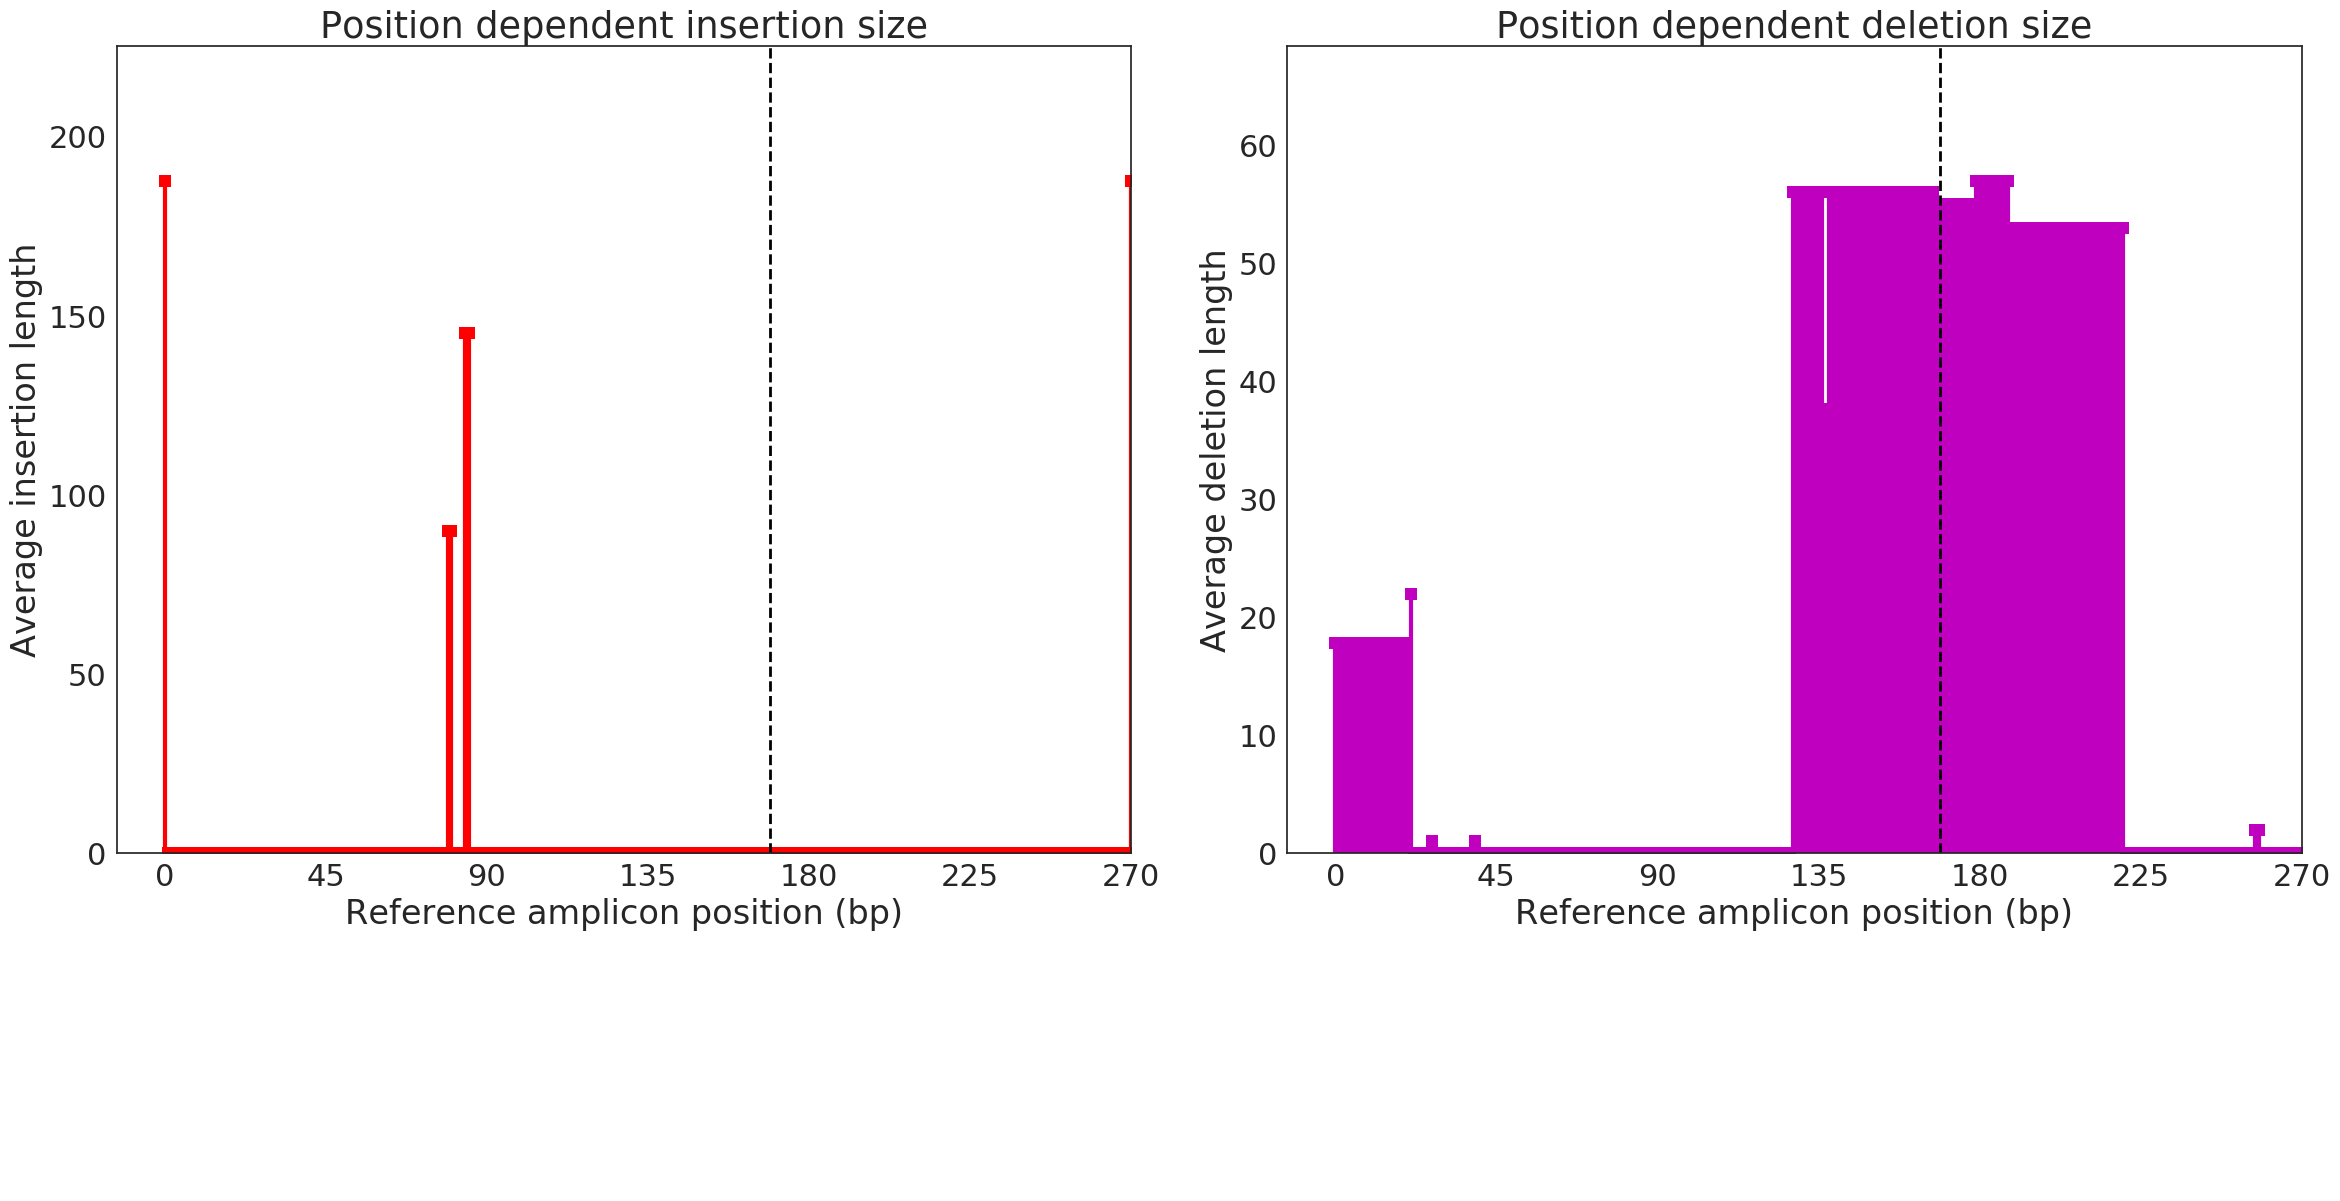 Position dependent insertion size
Average insertion length
200
150
100
50
0
0 45 90 135 180 225 270
Reference amplicon position (bp)
Position dependent deletion size
Average deletion length
60
50
40
30
20
10
0
0 45 90 135 180 225 270
Reference amplicon position (bp)